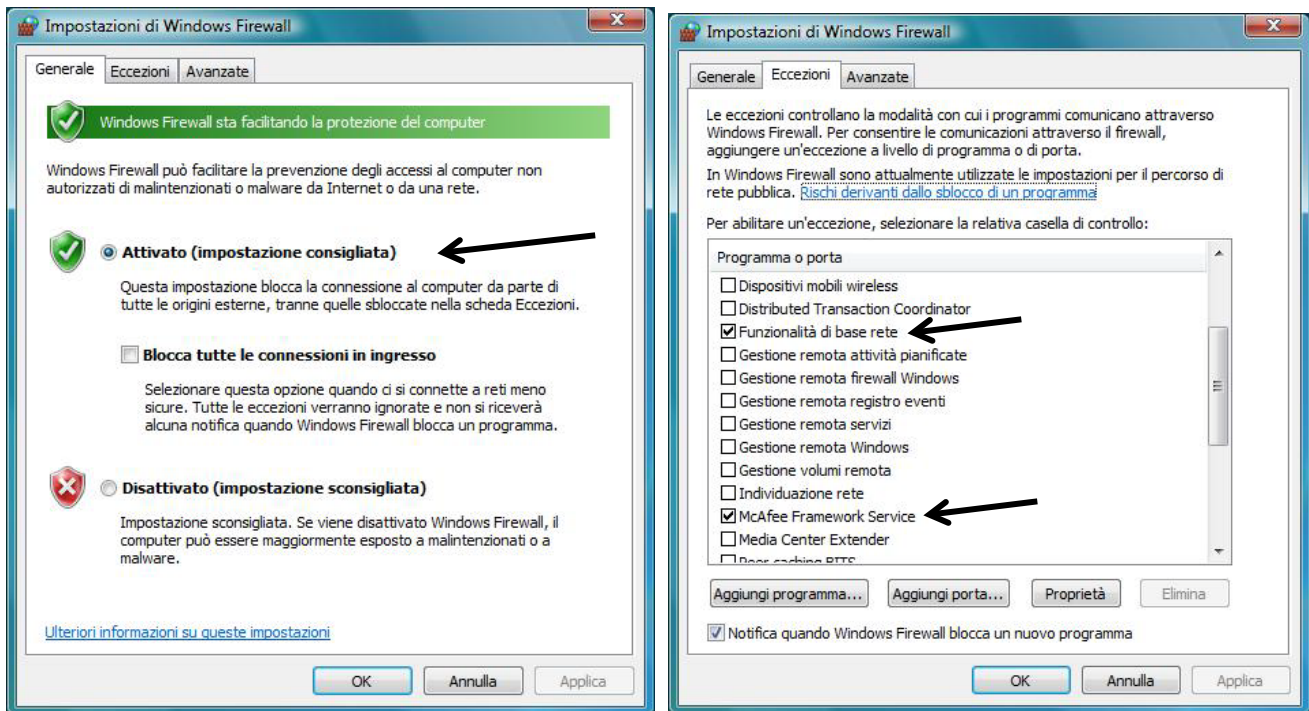 Impostazioni di Windows Firewall
Generale
Eccezioni
Avanzate
Windows Firewall sta facilitando la protezione del computer
Windows Firewall può facilitare la prevenzione degli accessi al computer non
autorizzati di malintenzionati o malware da Internet o da una rete.
Attivato (impostazione consigliata)
Questa impostazione blocca la connessione al computer da parte di
tutte le origini esterne, tranne quelle sbloccate nella scheda Eccezioni.
Blocca tutte le connessioni in ingresso
Selezionare questa opzione quando ci si connette a reti meno
sicure. Tutte le eccezioni verranno ignorate e non si riceverà
alcuna notifica quando Windows Firewall blocca un programma.
Disattivato (impostazione sconsigliata)
Impostazione sconsigliata. Se viene disattivato Windows Firewall, il
computer può essere maggiormente esposto a malintenzionati o a
malware.
Ulteriori informazioni su queste impostazioni
OK
Annulla
Applica
Impostazioni di Windows Firewall
Generale
Eccezioni
Avanzate
Le eccezioni controllano la modalità con cui i programmi comunicano attraverso
Windows Firewall. Per consentire le comunicazioni attraverso il firewall,
aggiungere un'eccezione a livello di programma o di porta.
In Windows Firewall sono attualmente utilizzate le impostazioni per il percorso di
rete pubblica. Rischi derivanti dallo sblocco di un programma
Per abilitare un'eccezione, selezionare la relativa casella di controllo:
Programma o porta
Dispositivi mobili wireless
Distributed Transaction Coordinator
Funzionalità di base rete
Gestione remota attività pianificate
Gestione remota firewall Windows
Gestione remota registro eventi
Gestione remota servizi
Gestione remota Windows
Gestione volumi remota
Individuazione rete
McAfee Framework Service
Media Center Extender
Peer caching BITS
Aggiungi programma...
Aggiungi porta...
Proprietà
Elimina
Notifica quando Windows Firewall blocca un nuovo programma
OK
Annulla
Applica